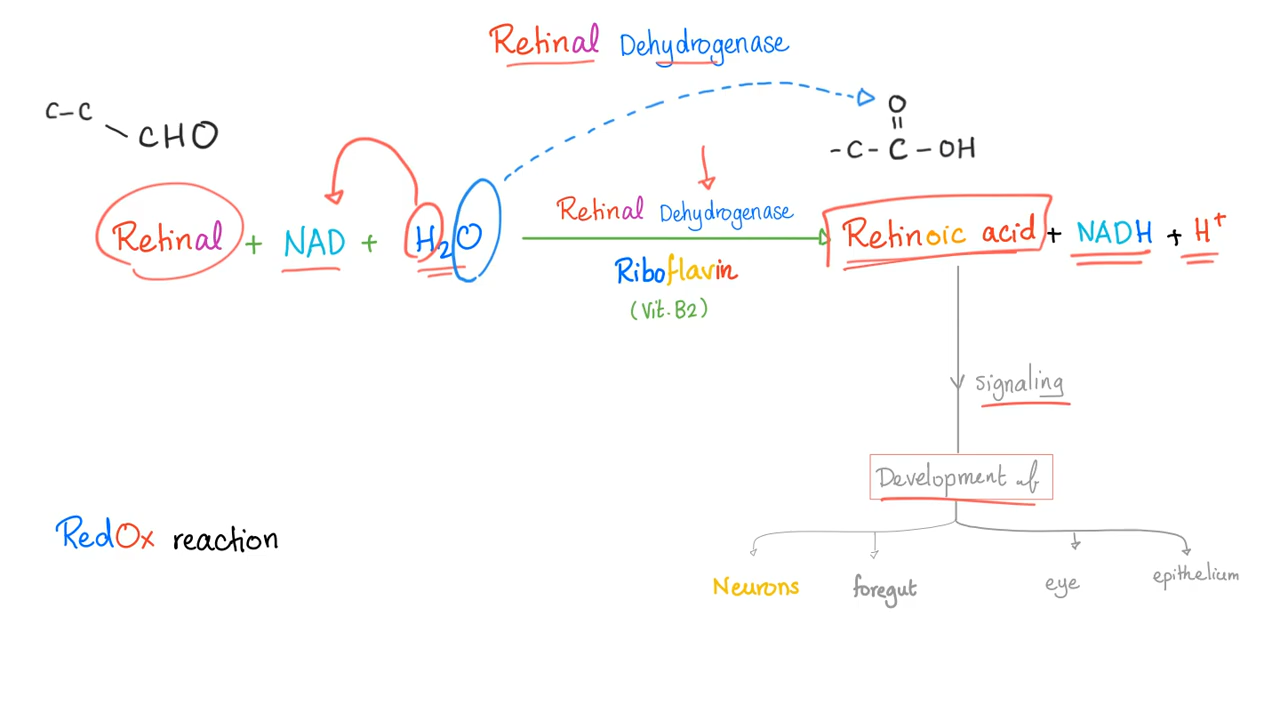 Retinal Dehydrogenase
C-C
CHO
O
-C-C-OH
Retinal + NAD + H2O
Retinal Dehydrogenase
Riboflavin
(Vit. B2)
Retinoic acid + NADH + H+
signaling
Development of
RedOx reaction
Neurons foregut eye epithelium